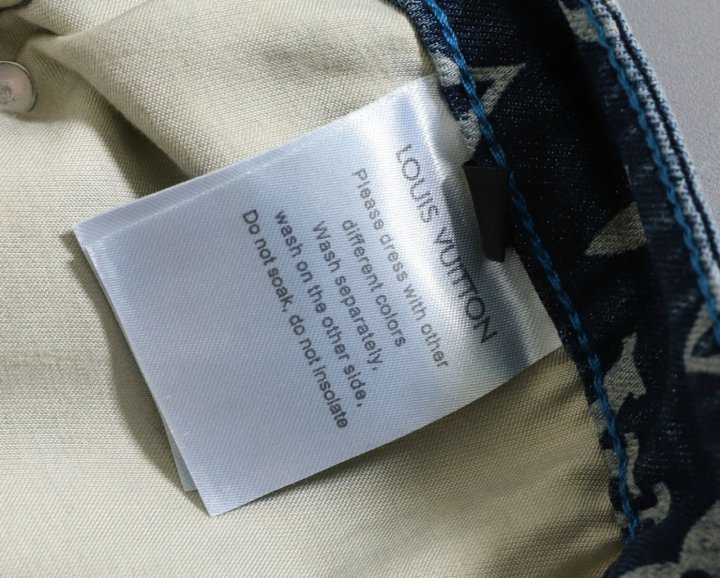 LOUIS VUITTON
Please dress with other
different colors
Wash separately,
wash on the other side,
Do not soak, do not insolate